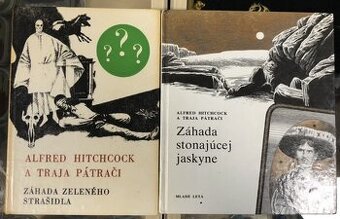 ? ? ?
ALFRED HITCHCOCK
A TRAJA PÁTRAČI
ZÁHADA ZELENÉHO
STRAŠIDLA
ALFRED HITCHCOCK
A TRAJA PÁTRAČI
Záhada
stonajúcej
jaskyne
MLADÉ LETÁ